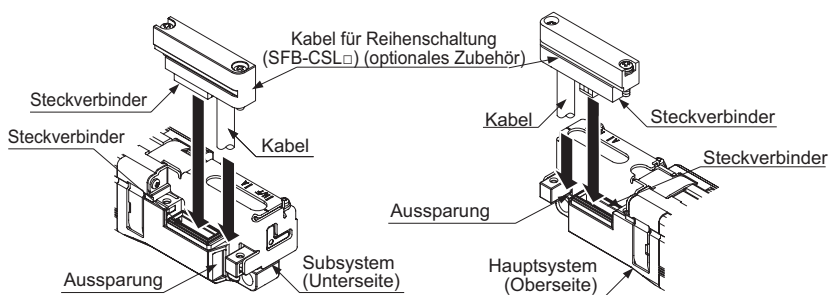 Kabel für Reihenschaltung
(SFB-CSL□) (optionales Zubehör)
Steckverbinder
Steckverbinder
Kabel
Aussparung
Subsystem
(Unterseite)
Kabel
Steckverbinder
Steckverbinder
Aussparung
Hauptsystem
(Oberseite)